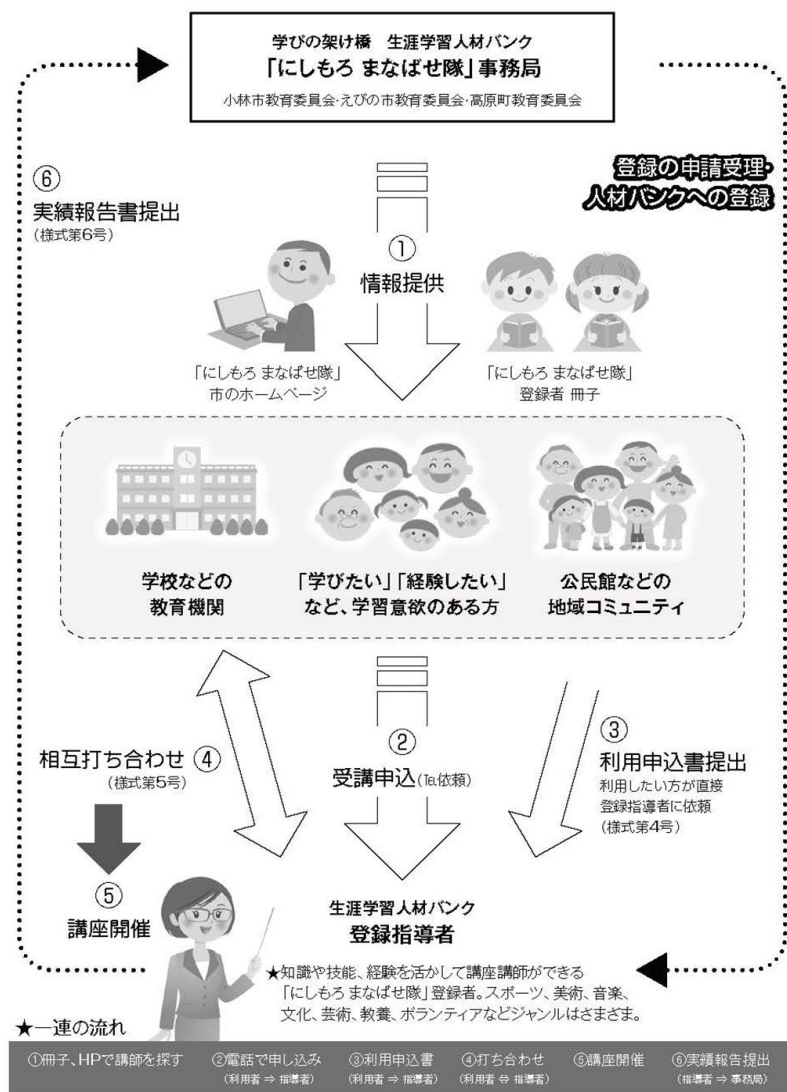 学びの架け橋 生涯学習人材バンク
「にしもろ まなばせ隊」事務局
小林市教育委員会・えびの市教育委員会・高原町教育委員会
登録の申請受理・
人材バンクへの登録
⑥
実績報告書提出
(様式第6号)
①
情報提供
「にしもろ まなばせ隊」
市のホームページ
「にしもろ まなばせ隊」
登録者 冊子
学校などの
教育機関
「学びたい」「経験したい」
など、学習意欲のある方
公民館などの
地域コミュニティ
相互打ち合わせ ④
(様式第5号)
②
受講申込(℡依頼)
③
利用申込書提出
利用したい方が直接
登録指導者に依頼
(様式第4号)
⑤
講座開催
生涯学習人材バンク
登録指導者
★知識や技能、経験を活かして講座講師ができる
「にしもろ まなばせ隊」登録者。スポーツ、美術、音楽、
文化、芸術、教養、ボランティアなどジャンルはさまざま。
★一連の流れ
①冊子、HPで講師を探す ②電話で申し込み ③利用申込書 ④打ち合わせ ⑤講座開催 ⑥実績報告提出
(利用者 ⇒ 指導者) (利用者 ⇒ 指導者) (利用者 ⇔ 指導者) (指導者 ⇒ 事務局)